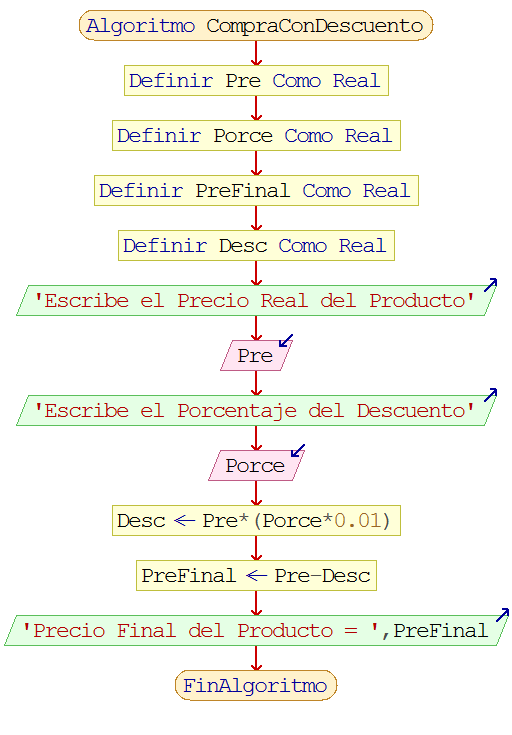 Algoritmo CompraConDescuento
Definir Pre Como Real
Definir Porce Como Real
Definir PreFinal Como Real
Definir Desc Como Real
'Escribe el Precio Real del Producto'
Pre
'Escribe el Porcentaje del Descuento'
Porce
Desc ← Pre*(Porce*0.01)
PreFinal ← Pre-Desc
'Precio Final del Producto = ',PreFinal
FinAlgoritmo